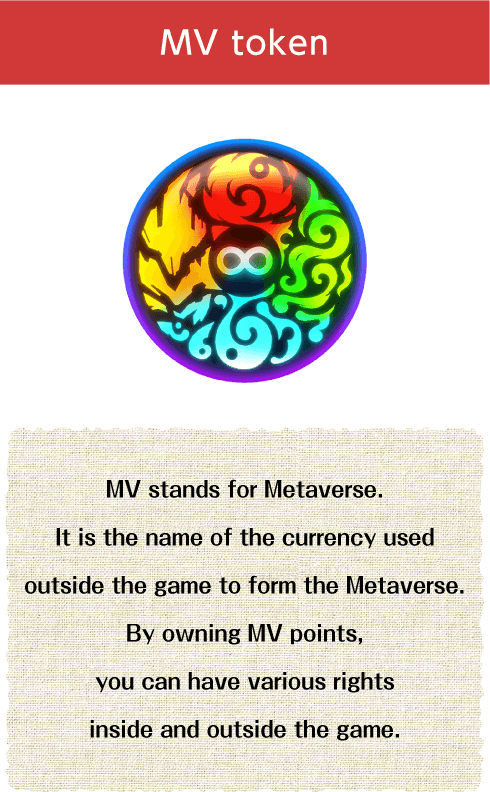 MV token
MV stands for Metaverse.
It is the name of the currency used
outside the game to form the Metaverse.
By owning MV points,
you can have various rights
inside and outside the game.